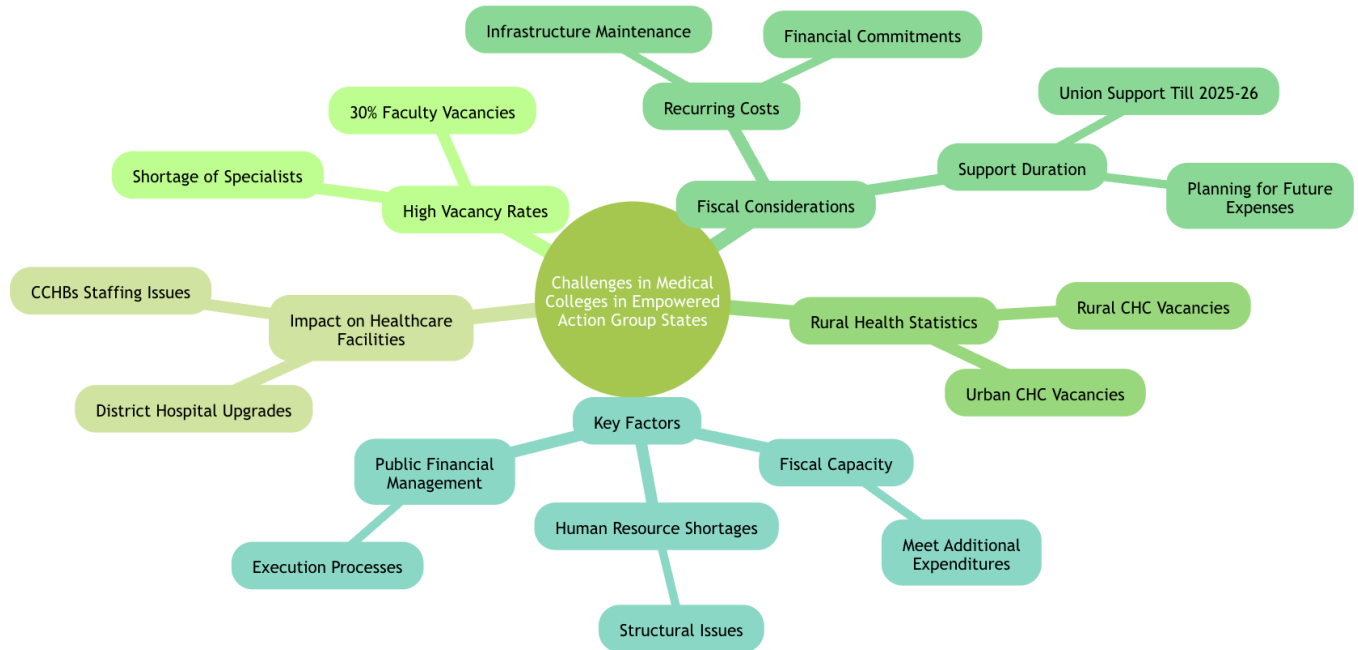 Challenges in Medical
Colleges in Empowered
Action Group States
High Vacancy Rates
30% Faculty Vacancies
Shortage of Specialists
Impact on Healthcare
Facilities
CCHBs Staffing Issues
District Hospital Upgrades
Fiscal Considerations
Recurring Costs
Infrastructure Maintenance
Financial Commitments
Support Duration
Union Support Till 2025-26
Planning for Future
Expenses
Rural Health Statistics
Rural CHC Vacancies
Urban CHC Vacancies
Key Factors
Public Financial
Management
Execution Processes
Human Resource Shortages
Structural Issues
Fiscal Capacity
Meet Additional
Expenditures